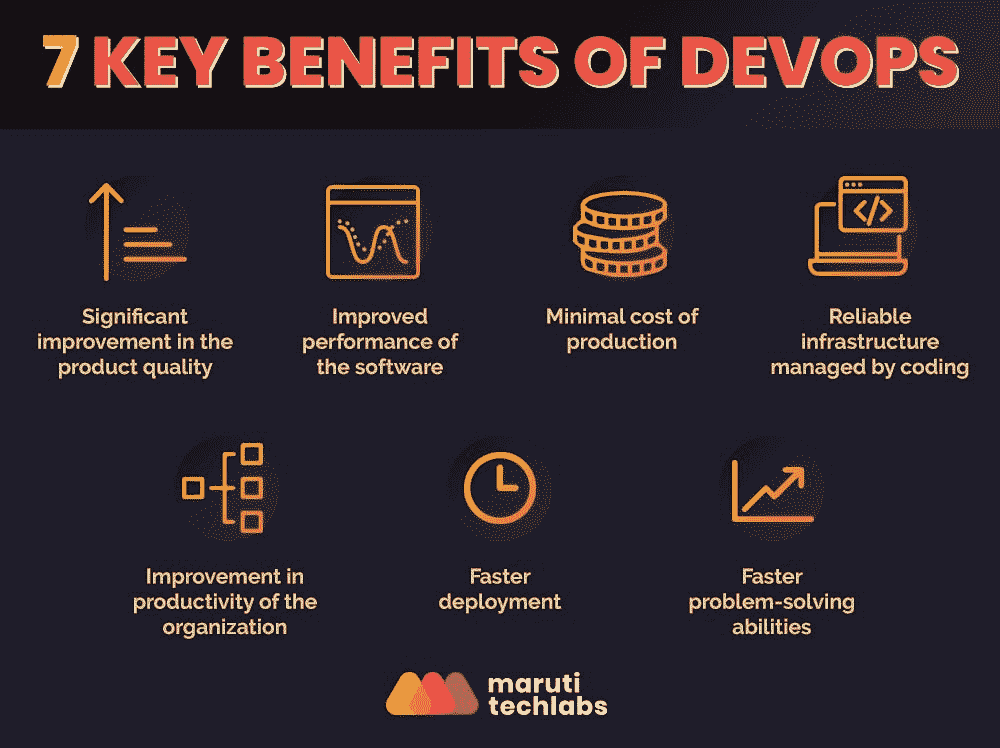 7 KEY BENEFITS OF DEVOPS
Significant
improvement in the
product quality
Improved
performance of
the software
Minimal cost of
production
Reliable
infrastructure
managed by coding
Improvement in
productivity of the
organization
Faster
deployment
Faster
problem-solving
abilities
maruti
techlabs